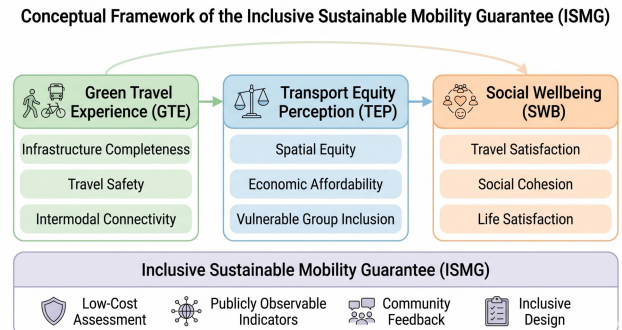 Conceptual Framework of the Inclusive Sustainable Mobility Guarantee (ISMG)
Green Travel
Experience (GTE)
Infrastructure Completeness
Travel Safety
Intermodal Connectivity
Transport Equity
Perception (TEP)
Spatial Equity
Economic Affordability
Vulnerable Group Inclusion
Social Wellbeing
(SWB)
Travel Satisfaction
Social Cohesion
Life Satisfaction
Inclusive Sustainable Mobility Guarantee (ISMG)
Low-Cost
Assessment
Publicly Observable
Indicators
Community
Feedback
Inclusive
Design